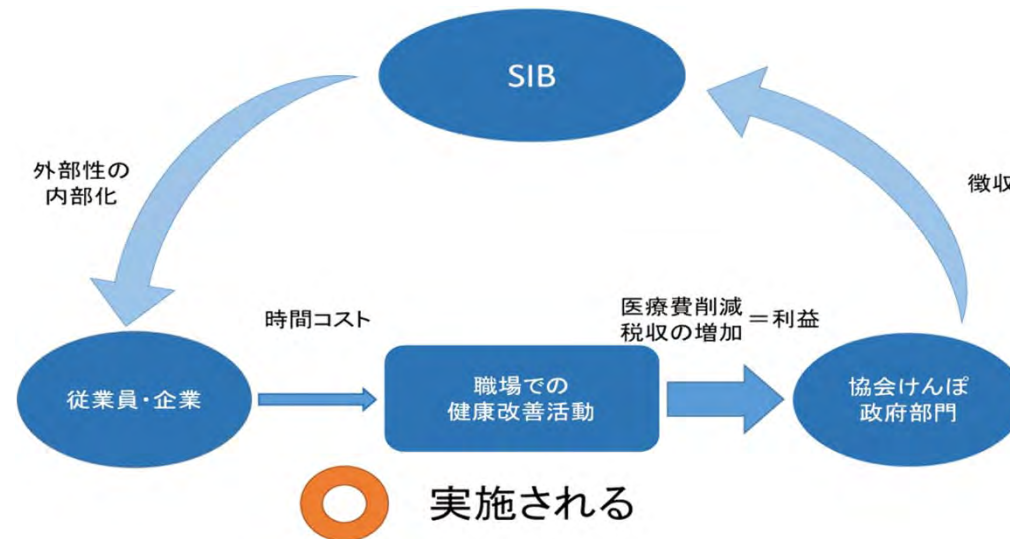 SIB
外部性の
内部化
徴収
時間コスト
医療費削減
税収の増加
＝利益
従業員・企業
職場での
健康改善活動
協会けんぽ
政府部門
実施される